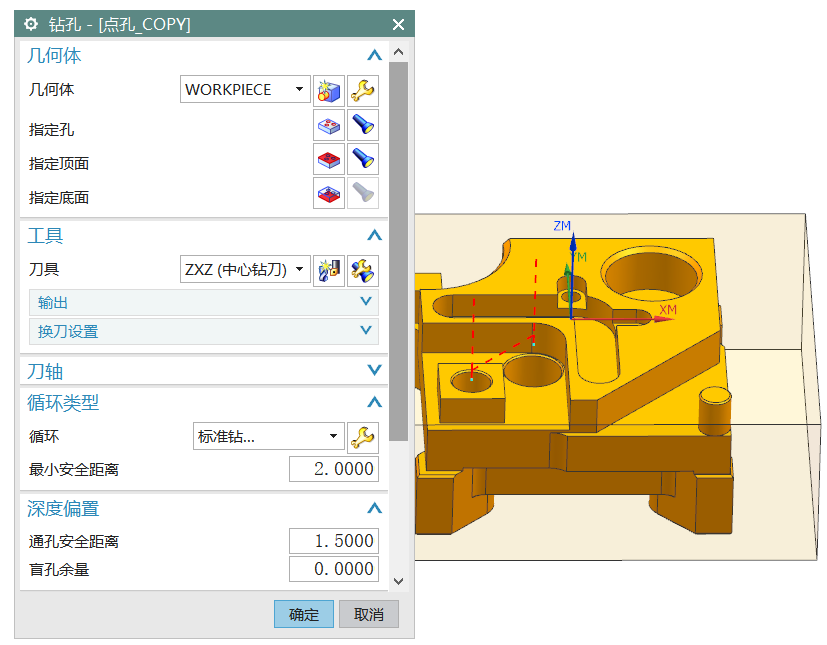 钻孔 - [点孔_COPY]
几何体
几何体 WORKPIECE
指定孔
指定顶面
指定底面
工具
刀具 ZXZ (中心钻刀)
输出
换刀设置
刀轴
循环类型
循环 标准钻...
最小安全距离 2.0000
深度偏置
通孔安全距离 1.5000
盲孔余量 0.0000
确定 取消
ZM
YM
XM